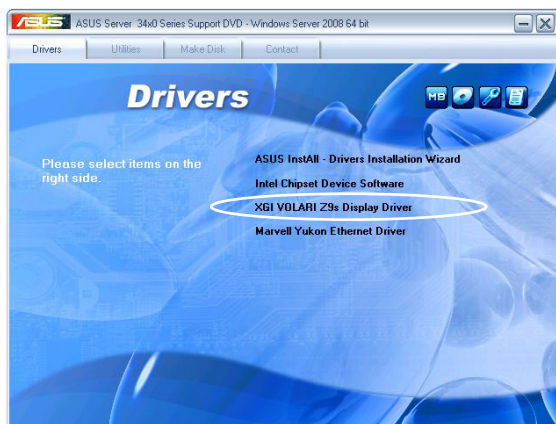 ASUS ASUS Server 34x0 Series Support DVD - Windows Server 2008 64 bit
Drivers Utilities Make Disk Contact
Drivers
MB
Please select items on the
right side.
ASUS InstAll - Drivers Installation Wizard
Intel Chipset Device Software
XGI VOLARI Z9s Display Driver
Marvell Yukon Ethernet Driver